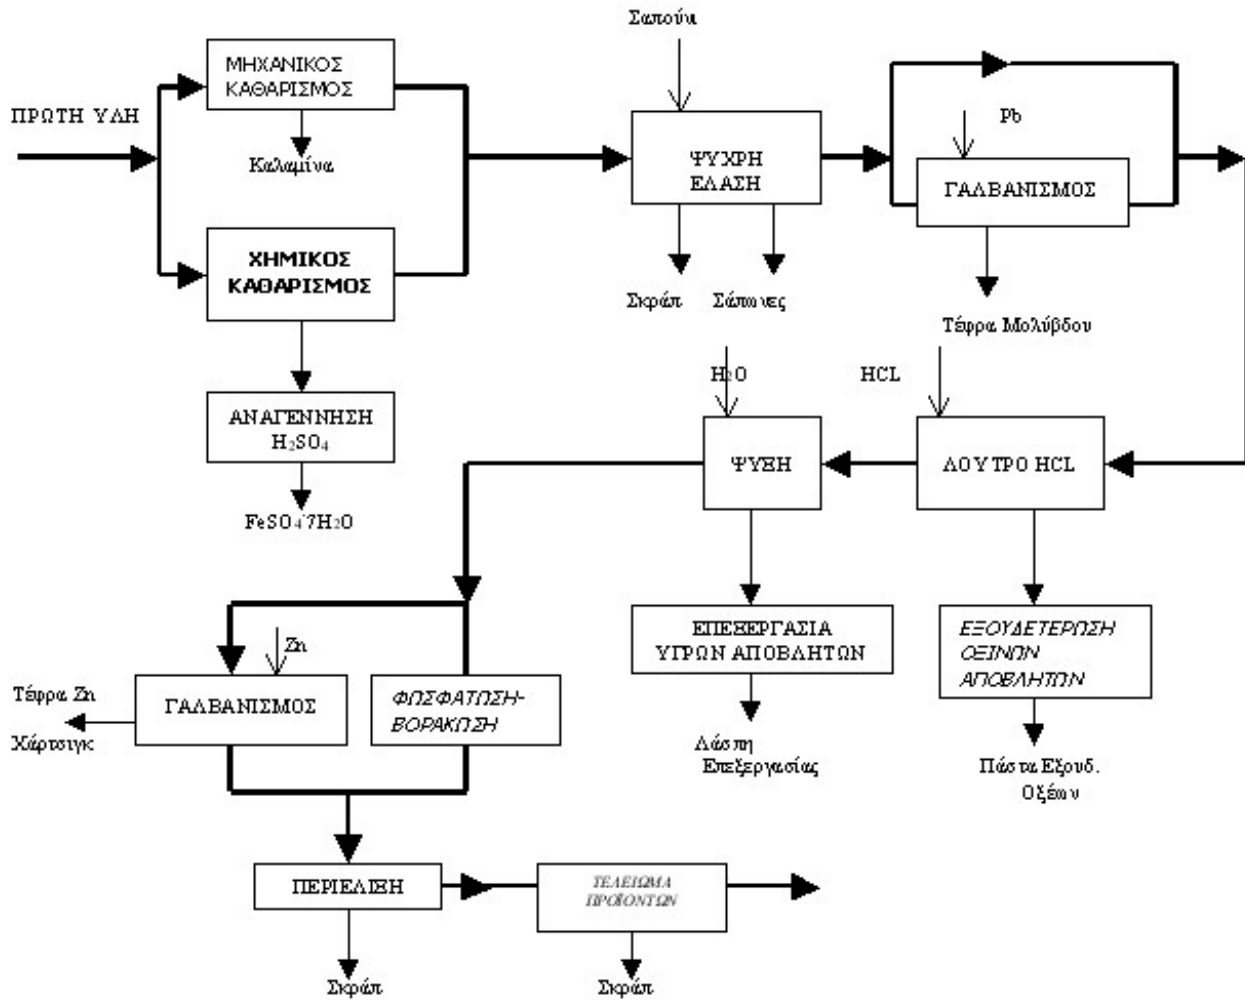 Σαπούνι
ΜΗΧΑΝΙΚΟΣ
ΚΑΘΑΡΙΣΜΟΣ
ΠΡΩΤΗ ΥΛΗ
Pb
Καλαμίνα
ΨΥΧΡΗ
ΕΛΑΣΗ
ΓΑΛΒΑΝΙΣΜΟΣ
ΧΗΜΙΚΟΣ
ΚΑΘΑΡΙΣΜΟΣ
Σκράπ
Σάπωνες
Τέφρα Μολύβδου
H₂O
HCL
ΑΝΑΓΕΝΝΗΣΗ
H₂SO₄
ΨΥΞΗ
ΛΟΥΤΡΟ HCL
FeSO₄·7H₂O
ΕΠΕΞΕΡΓΑΣΙΑ
ΥΓΡΩΝ ΑΠΟΒΛΗΤΩΝ
ΕΞΟΥΔΕΤΕΡΩΣΗ
ΟΞΙΝΩΝ
ΑΠΟΒΛΗΤΩΝ
Zn
Τέφρα Zn
Χάρτσιγκ
ΓΑΛΒΑΝΙΣΜΟΣ
ΦΩΣΦΑΤΩΣΗ-
ΒΟΡΑΚΩΣΗ
Λάσπη
Επεξεργασίας
Πάστα Εξουδ.
Οξέων
ΠΕΡΙΕΛΙΞΗ
ΤΕΛΕΙΩΜΑ
ΠΡΟΪΟΝΤΩΝ
Σκράπ
Σκράπ